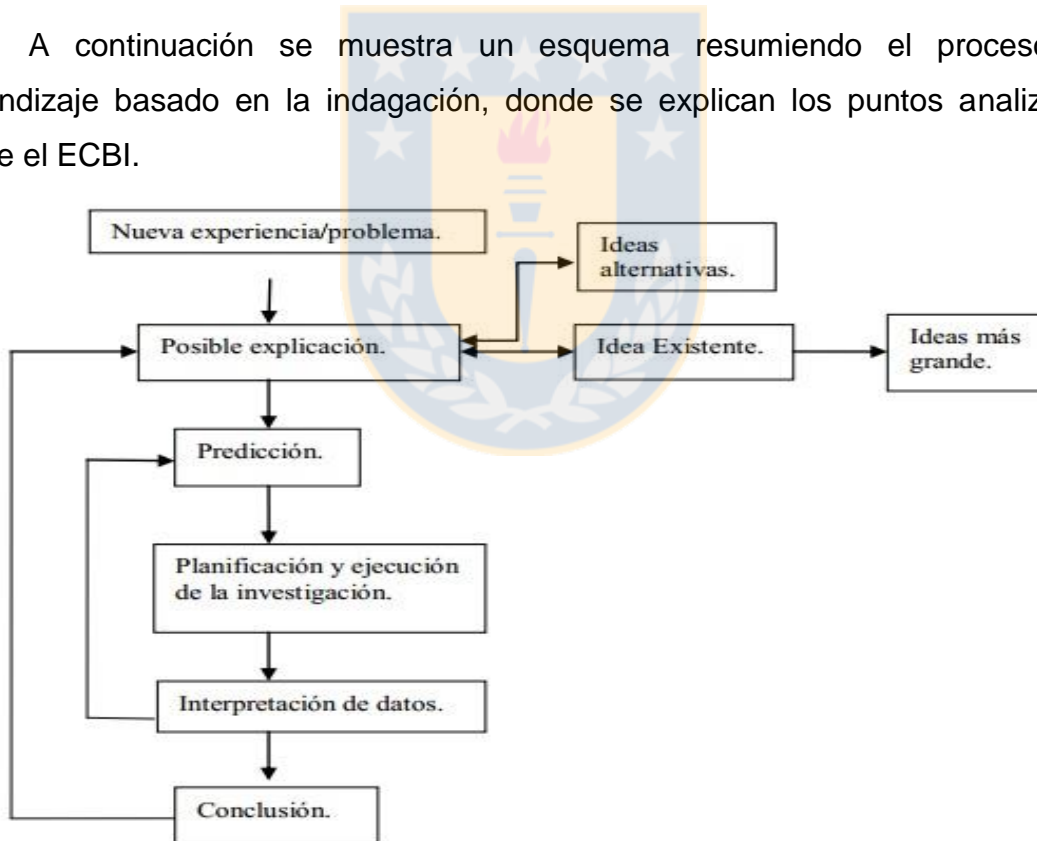 A continuación se muestra un esquema resumiendo el proceso
ndizaje basado en la indagación, donde se explican los puntos analiz
e el ECBI.
Nueva experiencia/problema.
Ideas
alternativas.
Posible explicación.
Idea Existente.
Ideas más
grande.
Predicción.
Planificación y ejecución
de la investigación.
Interpretación de datos.
Conclusión.